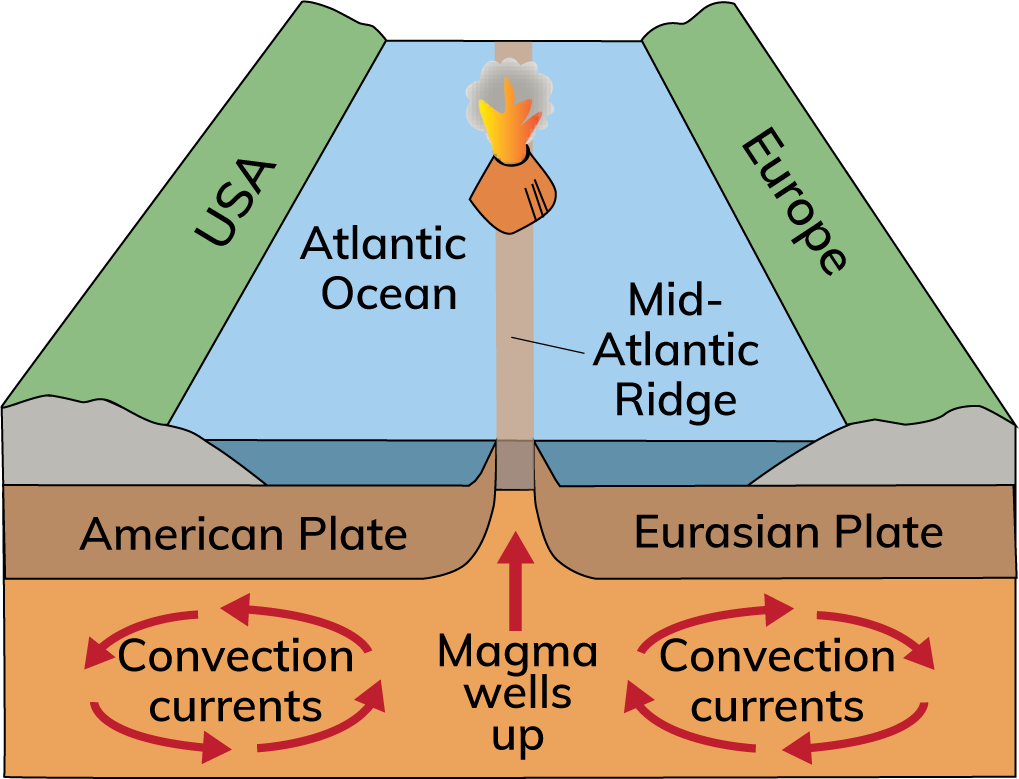 USA
Europe
Atlantic
Ocean
Mid-
Atlantic
Ridge
American Plate
Eurasian Plate
Convection
currents
Magma
wells
up
Convection
currents